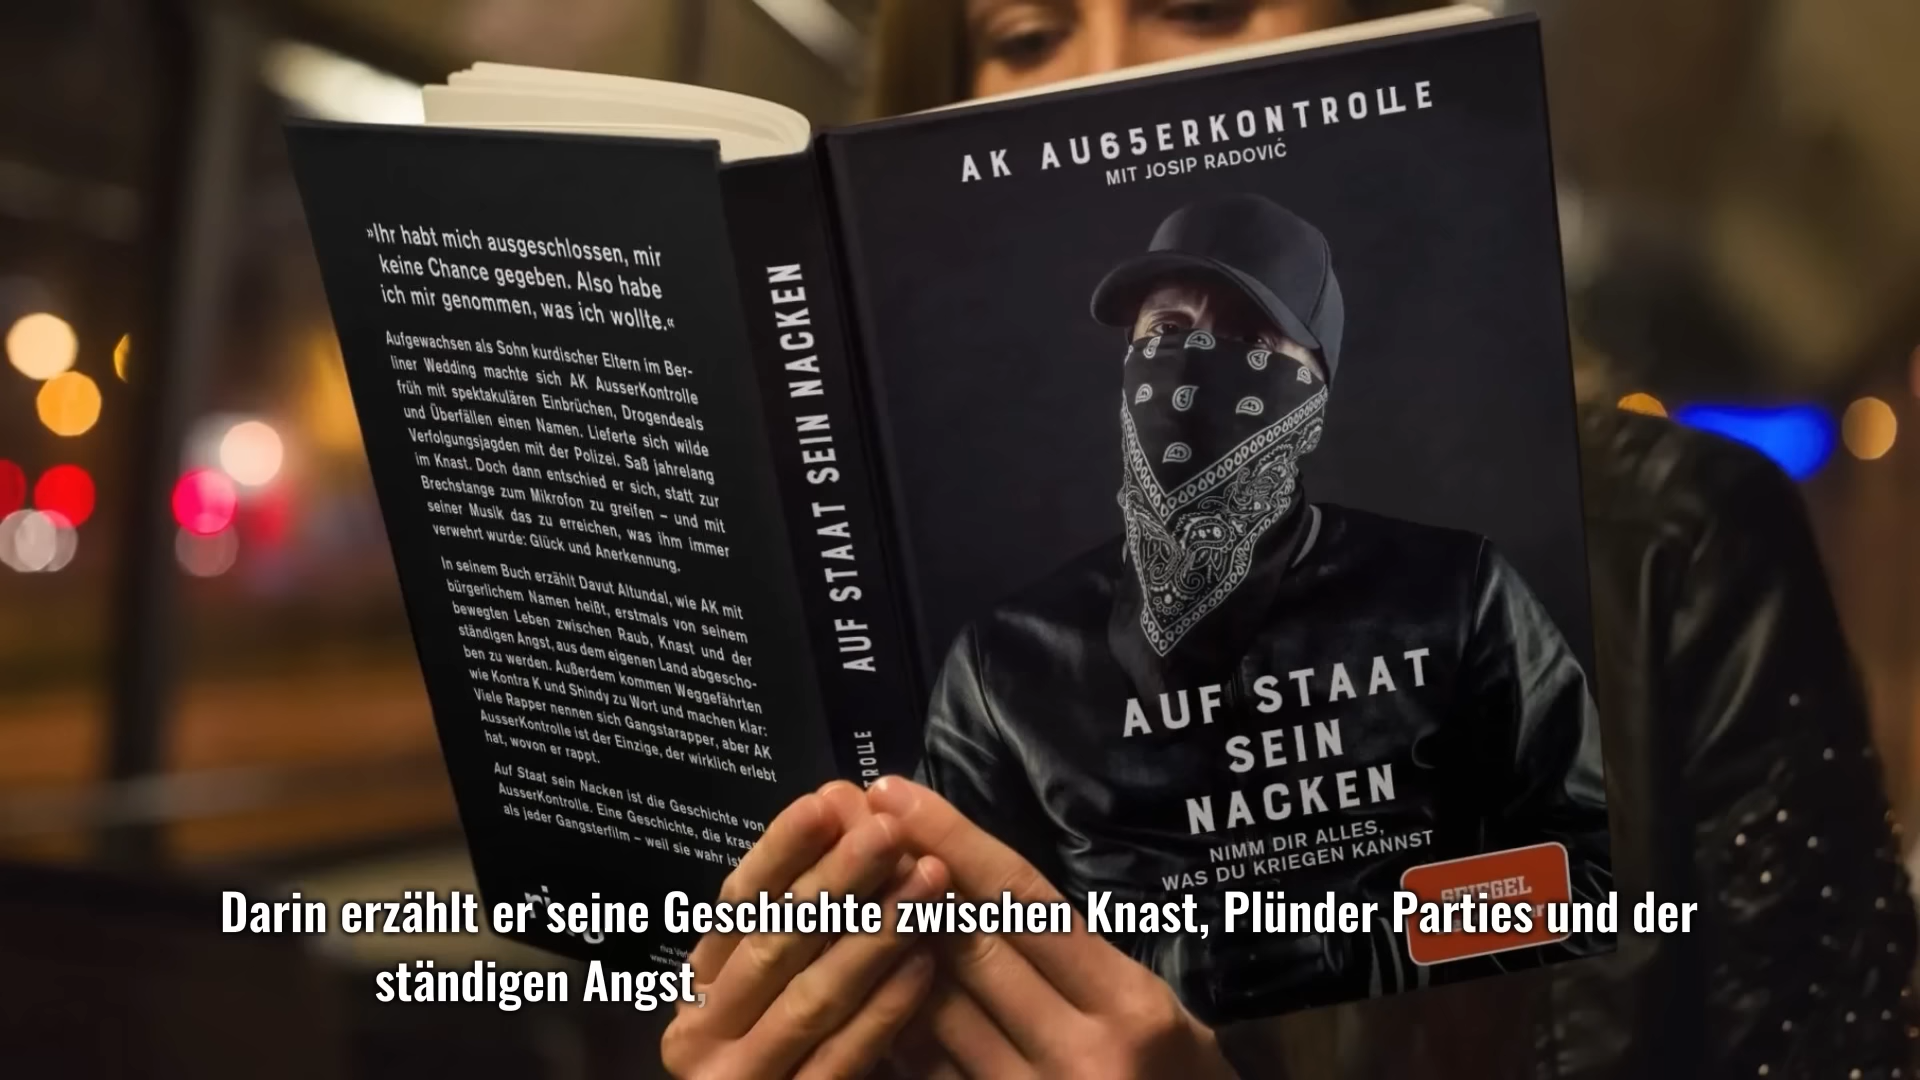 »Ihr habt mich ausgeschlossen, mir
keine Chance gegeben. Also habe
ich mir genommen, was ich wollte.«
Aufgewachsen als Sohn kurdischer Eltern im Ber-
liner Wedding machte sich AK AusserKontrolle
früh mit spektakulären Einbrüchen, Drogendeals
und Überfällen einen Namen. Lieferte sich wilde
Verfolgungsjagden mit der Polizei. Saß jahrelang
im Knast. Doch dann entschied er sich, statt zur
Brechstange zum Mikrofon zu greifen – und mit
seiner Musik das zu erreichen, was ihm immer
verwehrt wurde: Glück und Anerkennung.
In seinem Buch erzählt Davut Altundal, wie AK mit
bürgerlichem Namen heißt, erstmals von seinem
bewegten Leben zwischen Raub, Knast und der
ständigen Angst, aus dem eigenen Land abgescho-
ben zu werden. Außerdem kommen Weggefährten
wie Kontra K und Shindy zu Wort und machen klar:
Viele Rapper nennen sich Gangstarapper, aber AK
AusserKontrolle ist der Einzige, der wirklich erlebt
hat, wovon er rappt.
Auf Staat sein Nacken ist die Geschichte von
AusserKontrolle. Eine Geschichte, die krass
als jeder Gangsterfilm – weil sie wahr ist
AUF STAAT SEIN NACKEN
TROLLE
AK AU65ERKONTROLLE
MIT JOSIP RADOVIĆ
AUF STAAT
SEIN
NACKEN
NIMM DIR ALLES,
WAS DU KRIEGEN KANNST
SPIEGEL
Darin erzählt er seine Geschichte zwischen Knast, Plünder Parties und der
ständigen Angst,